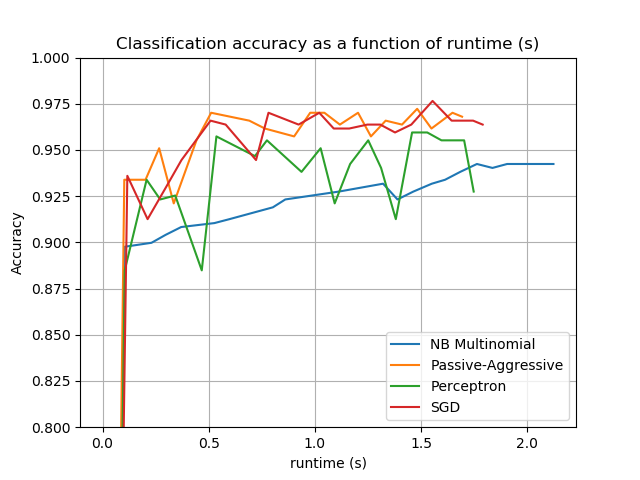 Classification accuracy as a function of runtime (s)
1.000
0.975
0.950
0.925
0.900
0.875
0.850
0.825
0.800
Accuracy
NB Multinomial
Passive-Aggressive
Perceptron
SGD
0.0 0.5 1.0 1.5 2.0
runtime (s)